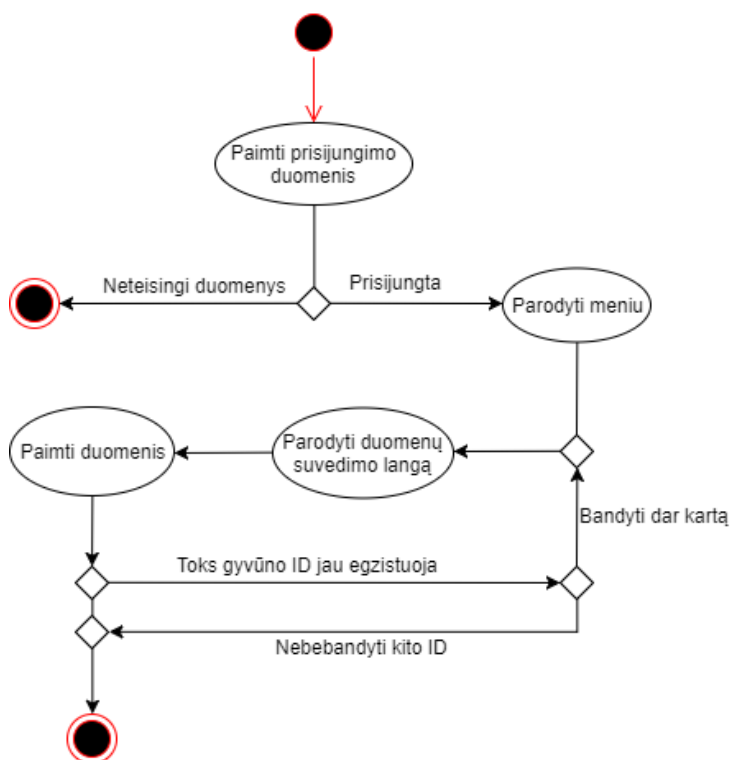 Paimti prisijungimo
duomenis
Neteisingi duomenys
Prisijungta
Parodyti meniu
Paimti duomenis
Parodyti duomenų
suvedimo langą
Bandyti dar kartą
Toks gyvūno ID jau egzistuoja
Nebebandyti kito ID